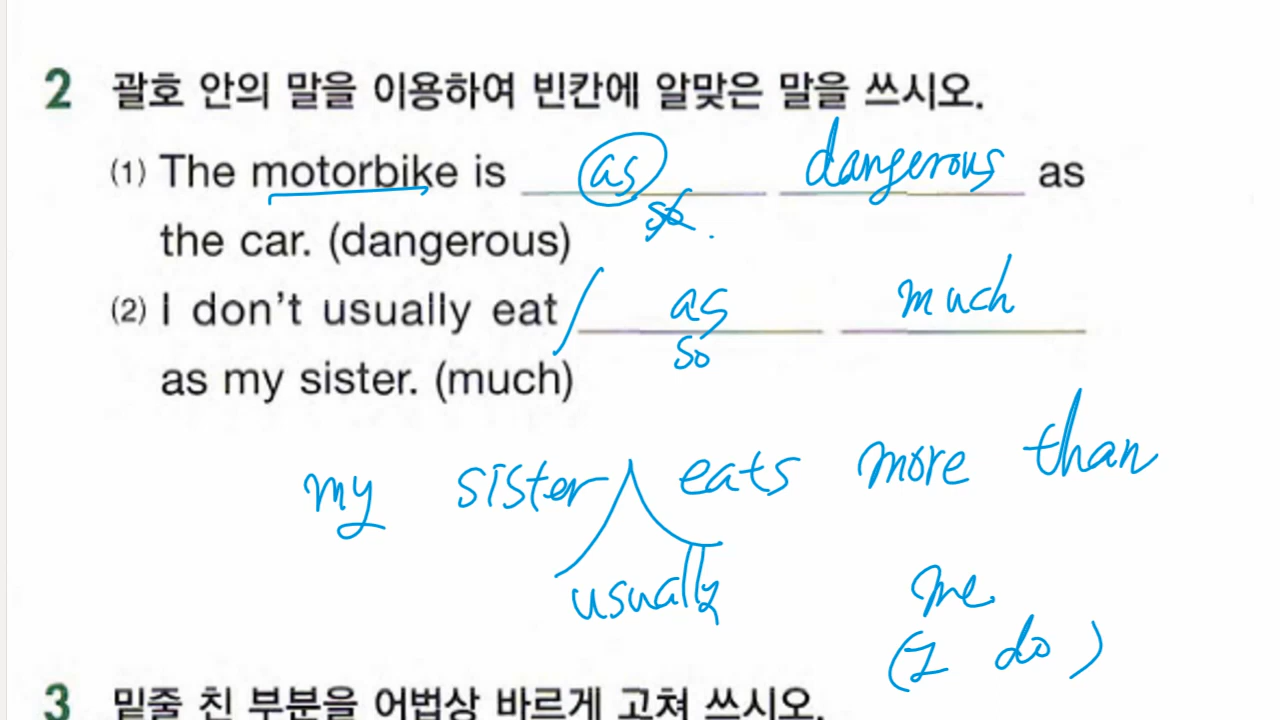 2 괄호 안의 말을 이용하여 빈칸에 알맞은 말을 쓰시오.
(1) The motorbike is as dangerous as
so.
the car. (dangerous)
(2) I don't usually eat as much
so
as my sister. (much)
my sister eats more than
usually
me
(I do)
3 밑줄 친 부분을 어법상 바르게 고쳐 쓰시오.